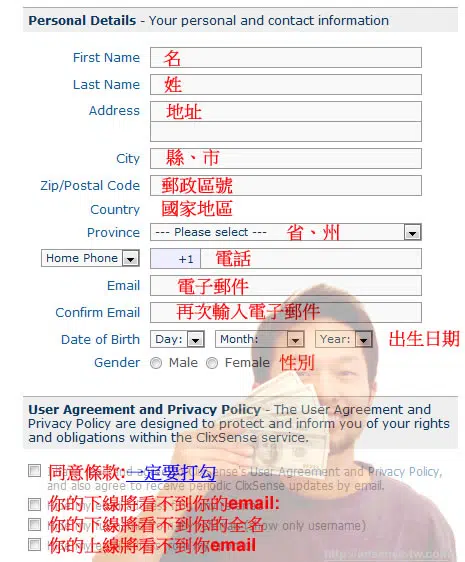 Personal Details - Your personal and contact information
First Name 名
Last Name 姓
Address 地址
City 縣、市
Zip/Postal Code 郵政區號
Country 國家地區
Province --- Please select --- 省、州
Home Phone +1 電話
Email 電子郵件
Confirm Email 再次輸入電子郵件
Date of Birth Day: Month: Year: 出生日期
Gender Male Female 性別
User Agreement and Privacy Policy - The User Agreement and
Privacy Policy are designed to protect and inform you of your rights
and obligations within the ClixSense service.
同意條款:一定要打勾 Sense's User Agreement and Privacy Policy,
and also agree to receive periodic ClixSense updates by email.
你的下線將看不到你的email:
你的下線將看不到你的全名 (show only username)
你的上線將看不到你email